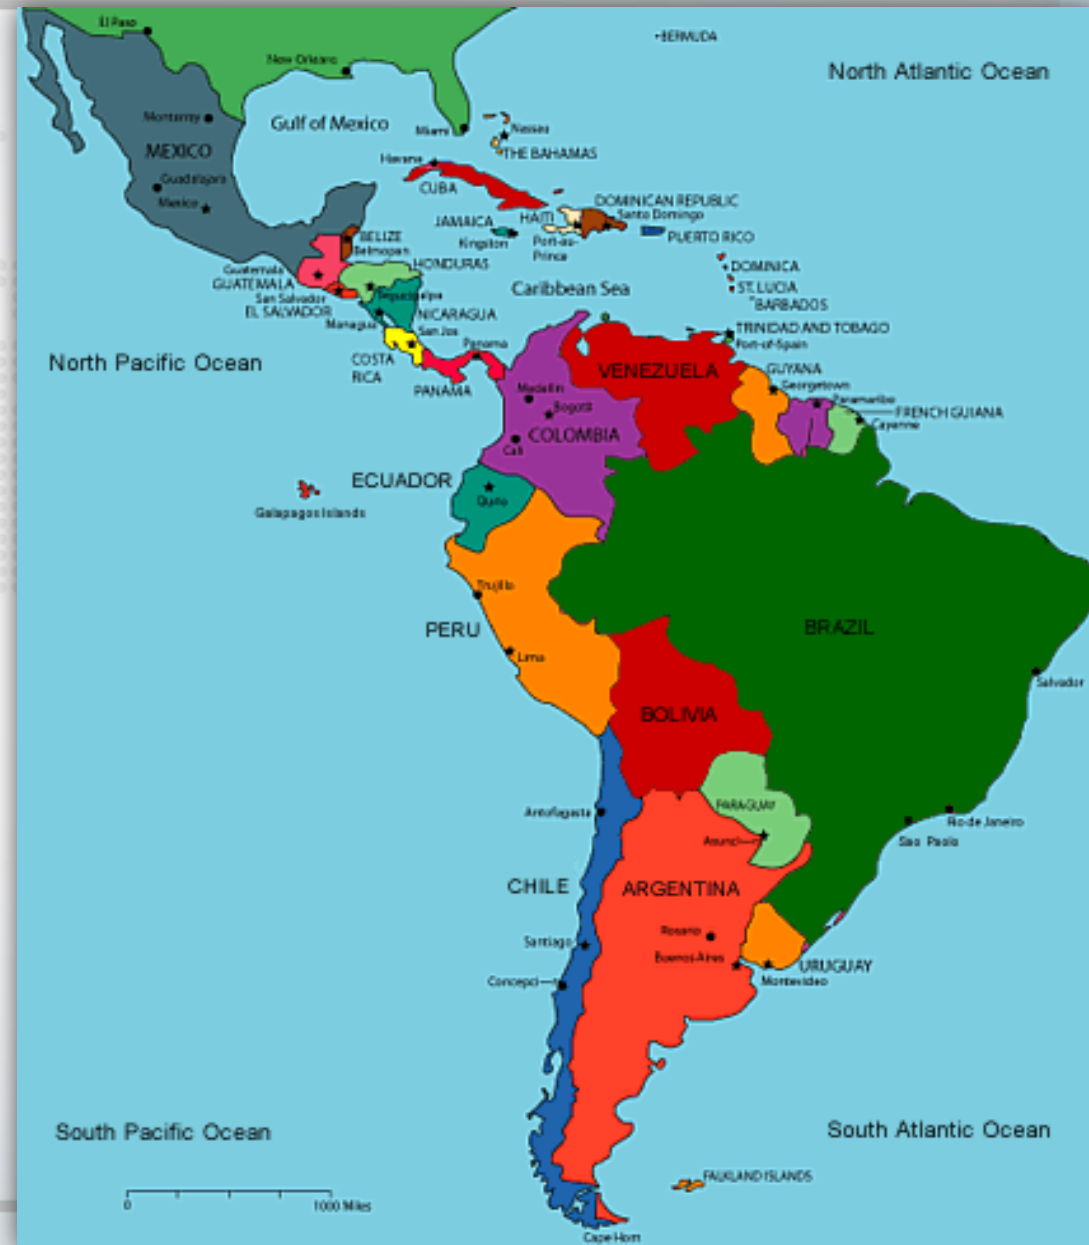 El Paso
New Orleans
BERMUDA
North Atlantic Ocean
Monterrey
Gulf of Mexico
Miami
Nassau
MEXICO
THE BAHAMAS
Havana
Guadalajara
CUBA
Mexico
DOMINICAN REPUBLIC
HAITI
Santo Domingo
JAMAICA
PUERTO RICO
Kingston
Port-au-
Prince
BELIZE
Belmopan
HONDURAS
Guatemala
GUATEMALA
DOMINICA
San Salvador
Tegucigalpa
Caribbean Sea
ST. LUCIA
EL SALVADOR
BARBADOS
NICARAGUA
Managua
San Jos
TRINIDAD AND TOBAGO
Port-of-Spain
Panama
COSTA
RICA
North Pacific Ocean
PANAMA
VENEZUELA
GUYANA
Georgetown
Medellin
Paramaribo
Bogotá
FRENCH GUIANA
Cayenne
COLOMBIA
Cali
ECUADOR
Quito
Galapagos Islands
Trujillo
PERU
BRAZIL
Lima
Salvador
BOLIVIA
PARAGUAY
Antofagasta
Rio de Janeiro
Asunci
Sao Paolo
CHILE
ARGENTINA
Rosario
Santiago
Buenos Aires
URUGUAY
Concepci
Montevideo
South Pacific Ocean
South Atlantic Ocean
FALKLAND ISLANDS
0 1000 Miles
Cape Horn